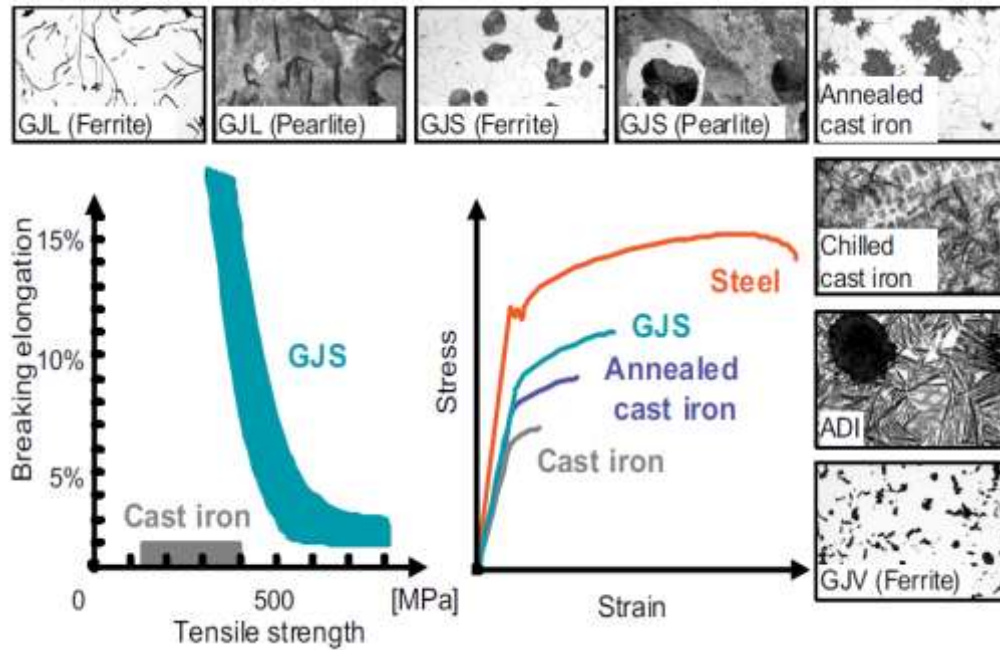 GJL (Ferrite)
GJL (Pearlite)
GJS (Ferrite)
GJS (Pearlite)
Annealed
cast iron
Chilled
cast iron
ADI
GJV (Ferrite)
Breaking elongation
15%
10%
5%
GJS
Cast iron
0
500
[MPa]
Tensile strength
Stress
Steel
GJS
Annealed
cast iron
Cast iron
Strain